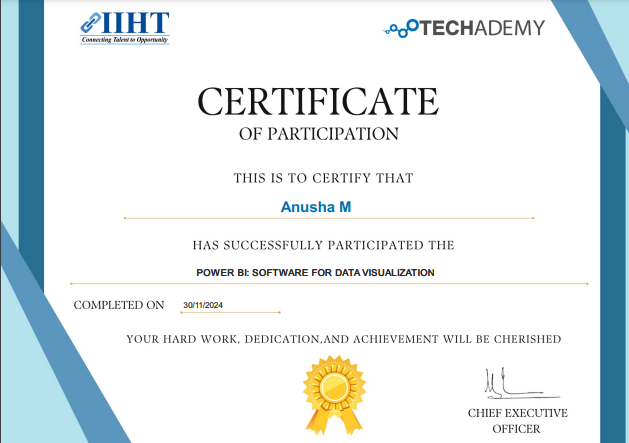 IIHT
Connecting Talent to Opportunity
TECHADEMY
CERTIFICATE
OF PARTICIPATION
THIS IS TO CERTIFY THAT
Anusha M
HAS SUCCESSFULLY PARTICIPATED THE
POWER BI: SOFTWARE FOR DATA VISUALIZATION
COMPLETED ON 30/11/2024
YOUR HARD WORK, DEDICATION,AND ACHIEVEMENT WILL BE CHERISHED
CHIEF EXECUTIVE
OFFICER